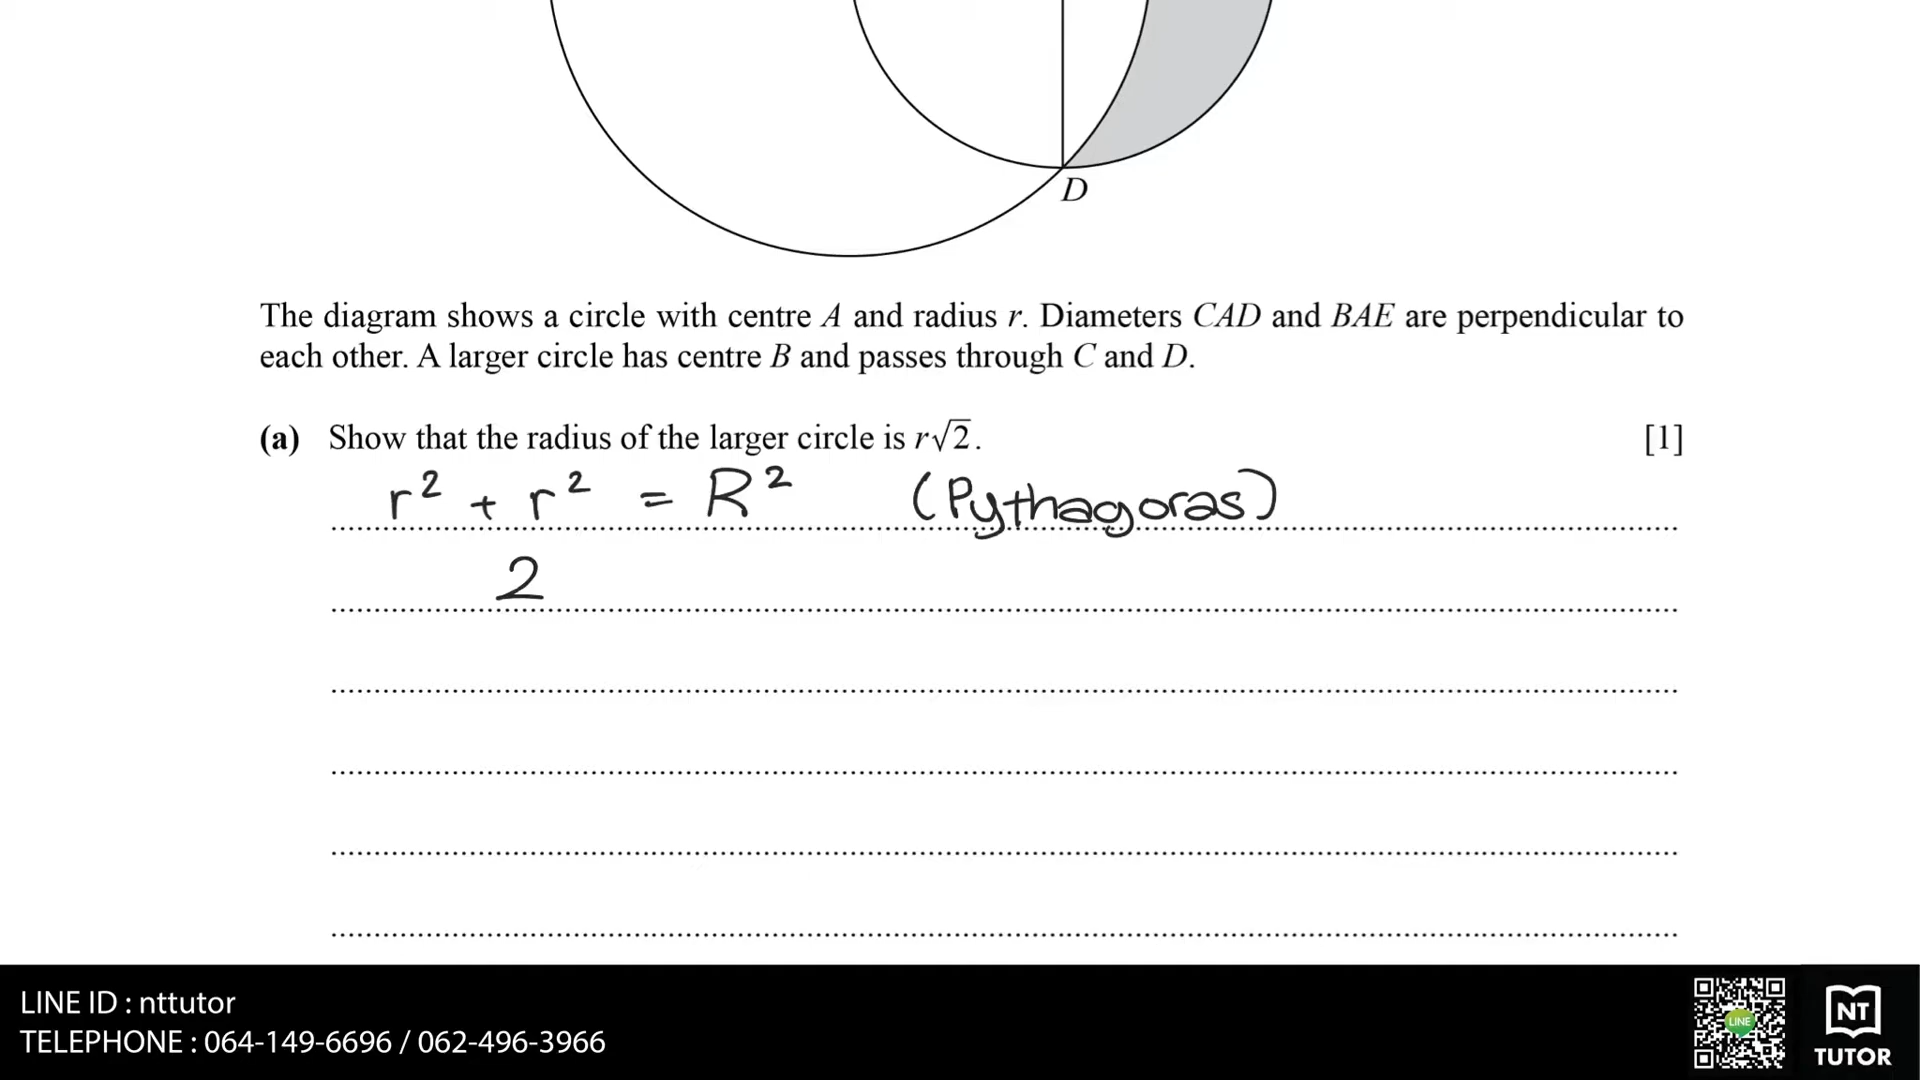 D
The diagram shows a circle with centre A and radius r. Diameters CAD and BAE are perpendicular to
each other. A larger circle has centre B and passes through C and D.
(a) Show that the radius of the larger circle is r√2. [1]
r² + r² = R² (Pythagoras)
2
LINE ID : nttutor
TELEPHONE : 064-149-6696 / 062-496-3966
LINE
NT
TUTOR